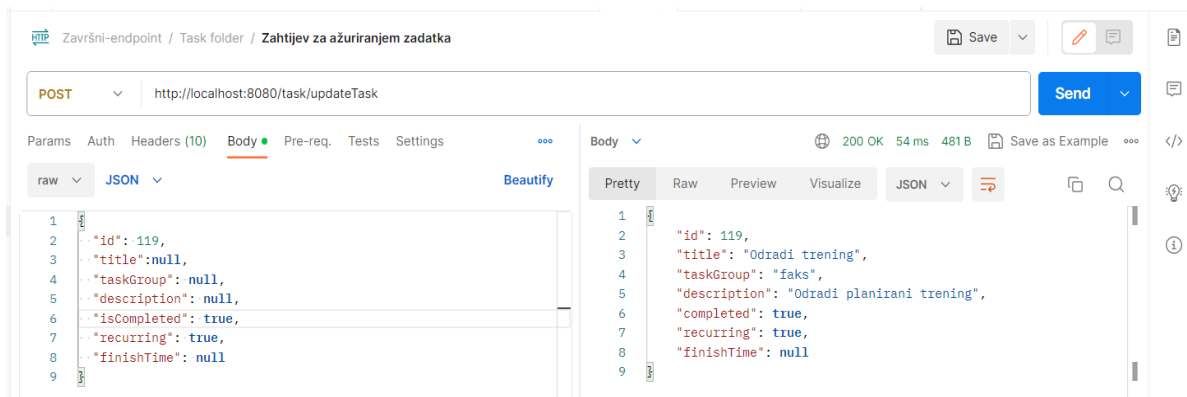 HTTP Završni-endpoint / Task folder / Zahtijev za ažuriranjem zadatka Save
POST http://localhost:8080/task/updateTask Send
Params Auth Headers (10) Body Pre-req. Tests Settings
Body 200 OK 54 ms 481 B Save as Example
raw JSON Beautify
Pretty Raw Preview Visualize JSON
1 {
2 "id": 119,
3 "title":null,
4 "taskGroup": null,
5 "description": null,
6 "isCompleted": true,
7 "recurring": true,
8 "finishTime": null
9 }
1 {
2 "id": 119,
3 "title": "Odradi trening",
4 "taskGroup": "faks",
5 "description": "Odradi planirani trening",
6 "completed": true,
7 "recurring": true,
8 "finishTime": null
9 }